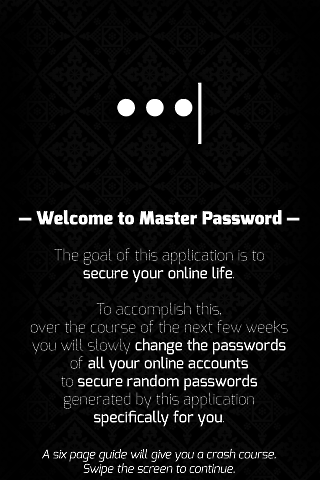 — Welcome to Master Password —
The goal of this application is to
secure your online life.
To accomplish this,
over the course of the next few weeks
you will slowly change the passwords
of all your online accounts
to secure random passwords
generated by this application
specifically for you.
A six page guide will give you a crash course.
Swipe the screen to continue.